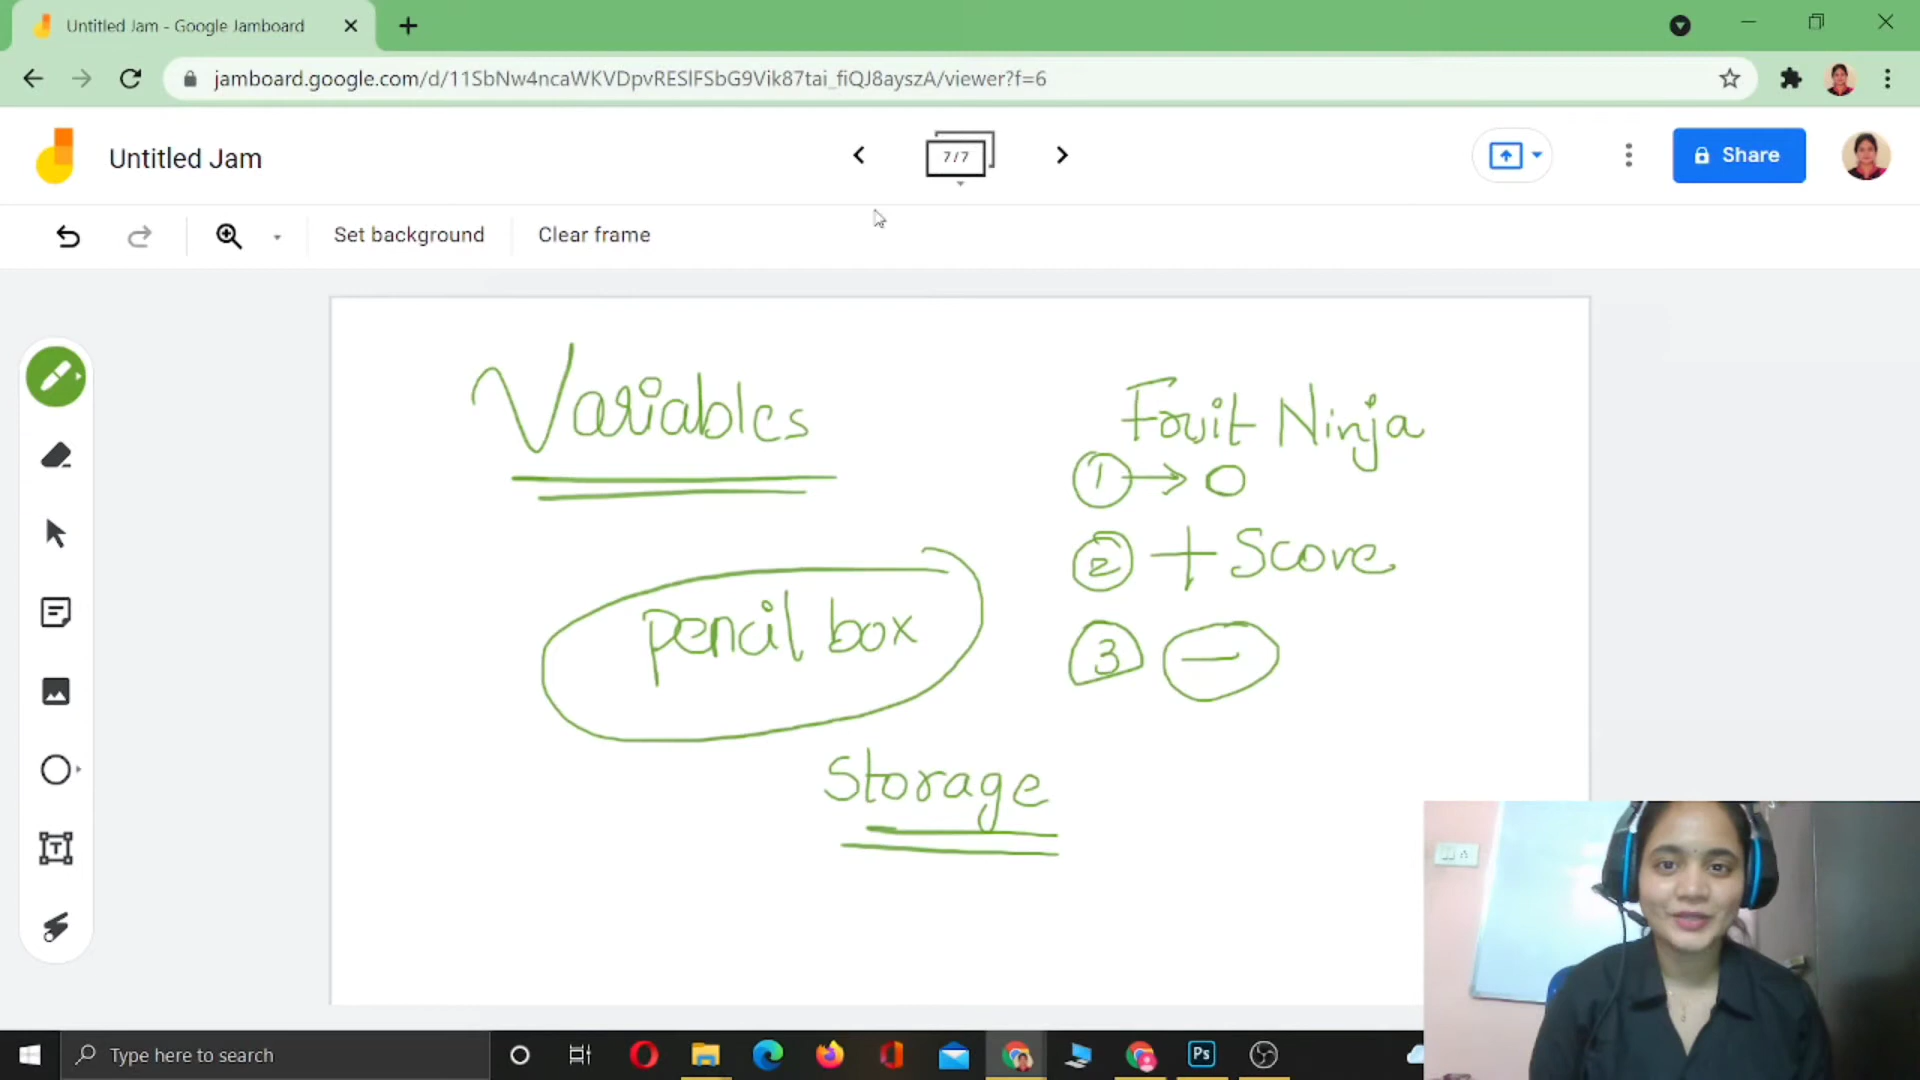 Untitled Jam - Google Jamboard
jamboard.google.com/d/11SbNw4ncaWKVDpvRESlFSbG9Vik87tai_fiQJ8ayszA/viewer?f=6
Untitled Jam
7/7
Share
Set background
Clear frame
Variables
Fruit Ninja
1 → 0
2 + Score
3 −
pencil box
Storage
Type here to search
Ps